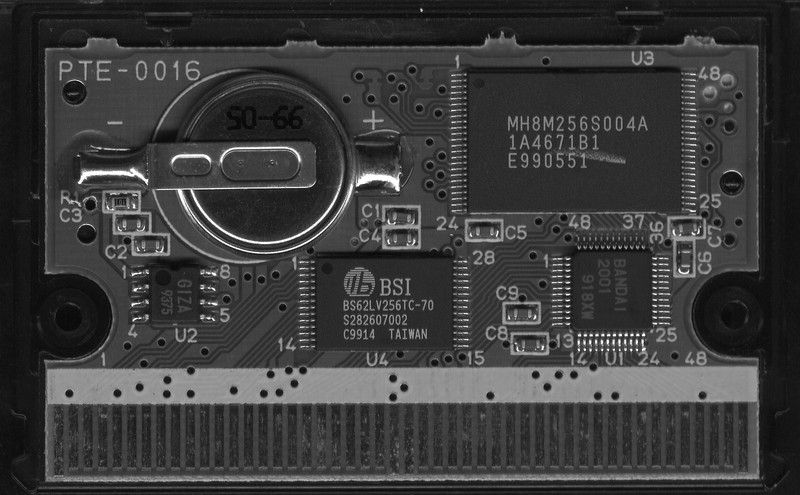 PTE-0016
1
U3
48
SO-66
+
-
MH8M256S004A
1A4671B1
E990551
R1
C3
C2
C1
C4
24
C5
25
48
37
36
C7
C6
1
8
GIZA
9375
4
5
U2
28
BSI
BS62LV256TC-70
S282607002
C9914 TAIWAN
14
U4
15
1
BANDAI
2001
918XW
C9
C8
13
25
14
U1
24
48
1